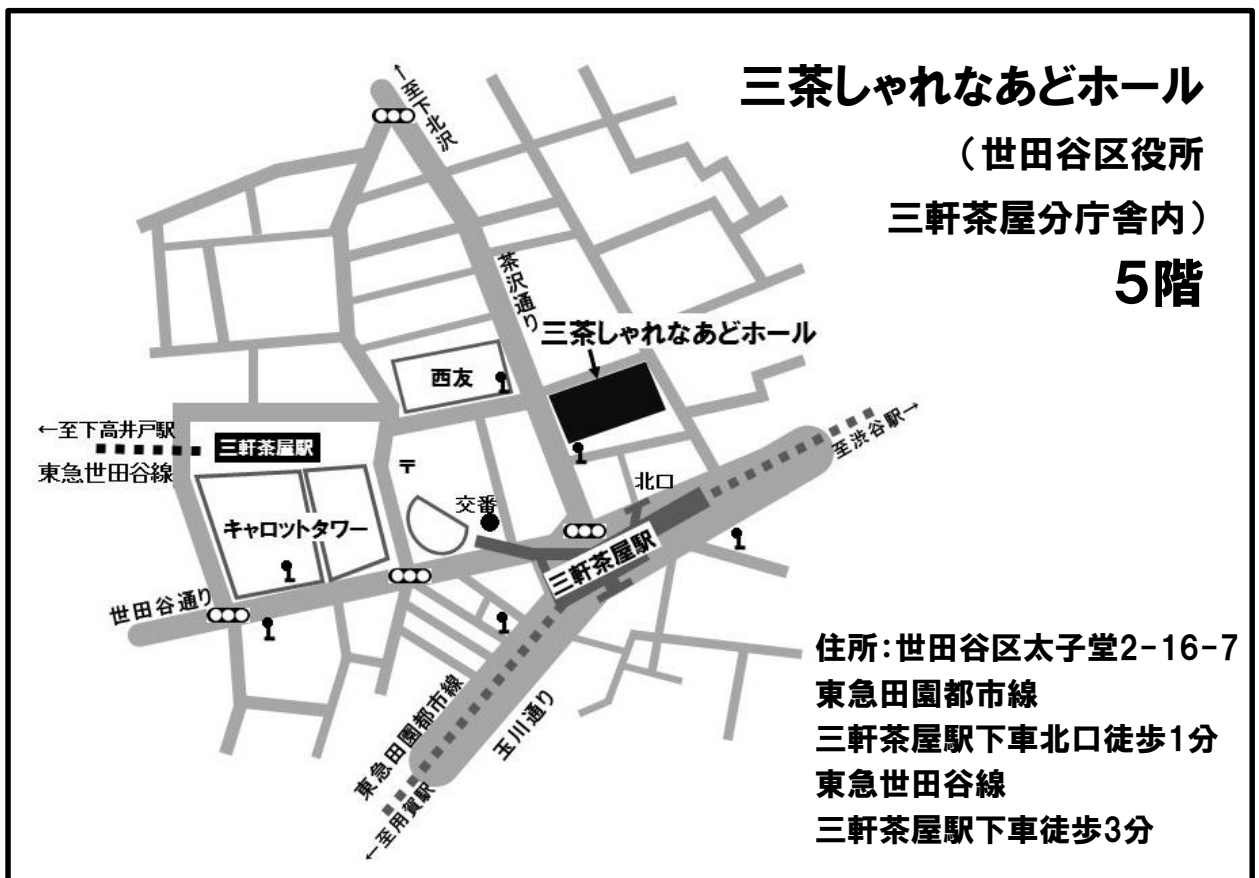 三茶しゃれなあどホール
（世田谷区役所
三軒茶屋分庁舎内）
5階
←至下北沢
茶沢通り
三茶しゃれなあどホール
西友
←至下高井戸駅
東急世田谷線
三軒茶屋駅
〒
交番
北口
至渋谷駅→
キャロットタワー
三軒茶屋駅
世田谷通り
東急田園都市線
玉川通り
←至用賀駅
住所：世田谷区太子堂2-16-7
東急田園都市線
三軒茶屋駅下車北口徒歩1分
東急世田谷線
三軒茶屋駅下車徒歩3分